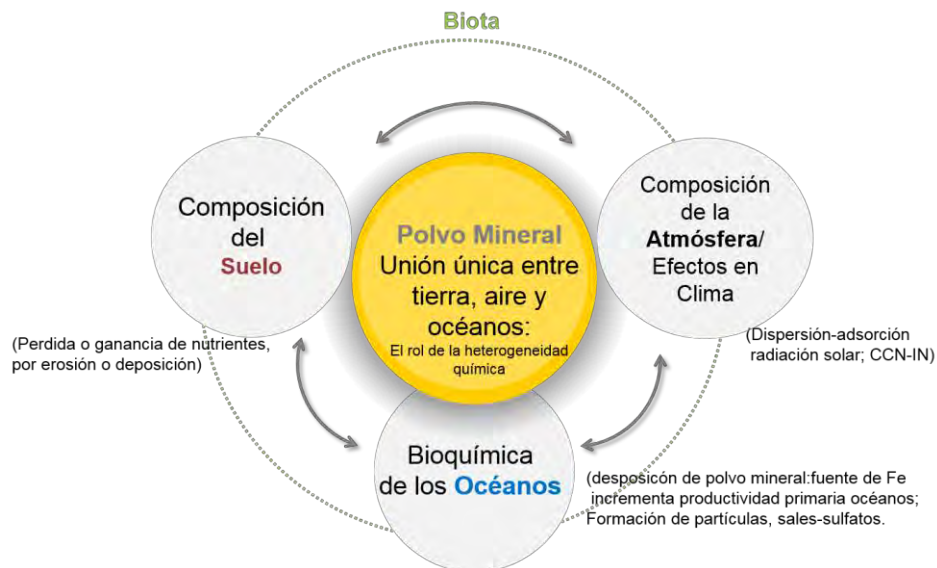 Biota
Composición
del
Suelo
Polvo Mineral
Unión única entre
tierra, aire y
océanos:
El rol de la heterogeneidad
química
Composición
de la
Atmósfera/
Efectos en
Clima
(Perdida o ganancia de nutrientes,
por erosión o deposición)
(Dispersión-adsorción
radiación solar; CCN-IN)
Bioquímica
de los Océanos
(desposicón de polvo mineral:fuente de Fe
incrementa productividad primaria océanos;
Formación de partículas, sales-sulfatos.